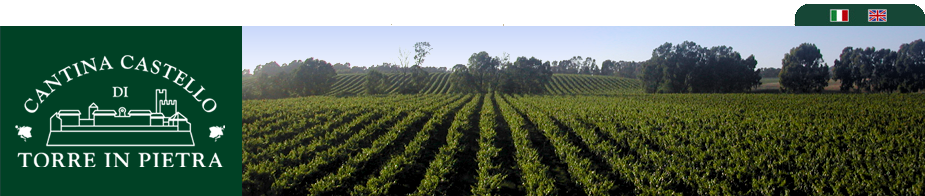 CANTINA CASTELLO
DI
TORRE IN PIETRA